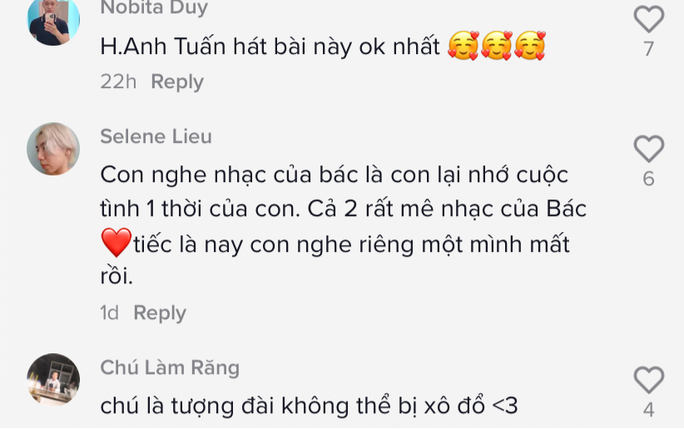 Nobita Duy
H.Anh Tuấn hát bài này ok nhất 🥰🥰🥰
7
22h Reply
Selene Lieu
Con nghe nhạc của bác là con lại nhớ cuộc
6
tình 1 thời của con. Cả 2 rất mê nhạc của Bác
❤️tiếc là nay con nghe riêng một mình mất
rồi.
1d Reply
Chú Làm Răng
chú là tượng đài không thể bị xô đổ <3
4